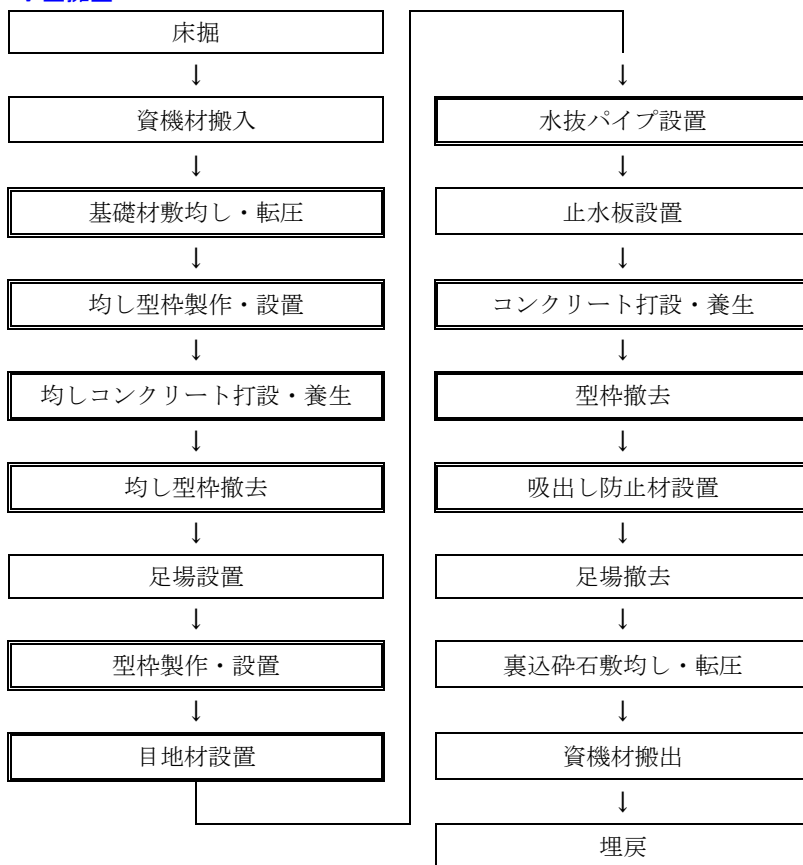 床掘
↓
資機材搬入
↓
基礎材敷均し・転圧
↓
均し型枠製作・設置
↓
均しコンクリート打設・養生
↓
均し型枠撤去
↓
足場設置
↓
型枠製作・設置
↓
目地材設置
↓
水抜パイプ設置
↓
止水板設置
↓
コンクリート打設・養生
↓
型枠撤去
↓
吸出し防止材設置
↓
足場撤去
↓
裏込砕石敷均し・転圧
↓
資機材搬出
↓
埋戻